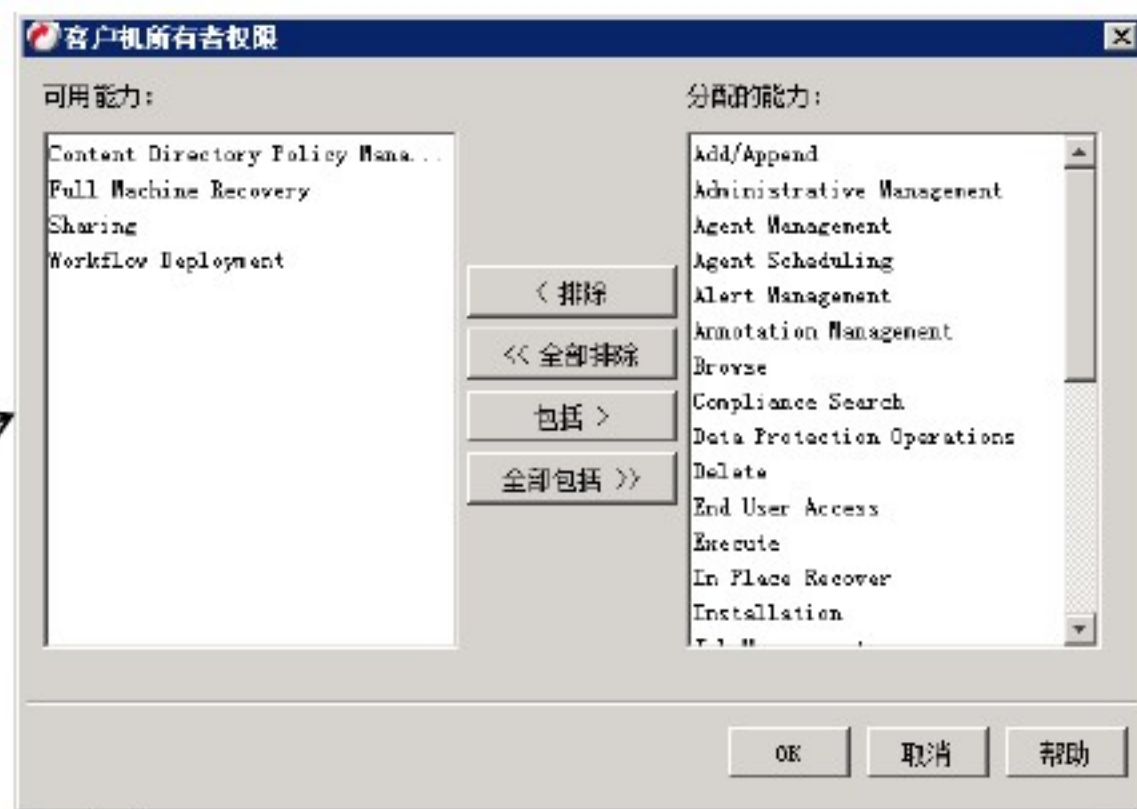 客户机所有者权限
可用能力:
Content Directory Policy Mana...
Full Machine Recovery
Sharing
Workflow Deployment
< 排除
<< 全部排除
包括 >
全部包括 >>
分配的能力:
Add/Append
Administrative Management
Agent Management
Agent Scheduling
Alert Management
Annotation Management
Browse
Compliance Search
Data Protection Operations
Delete
End User Access
Execute
In Place Recover
Installation
OK
取消
帮助